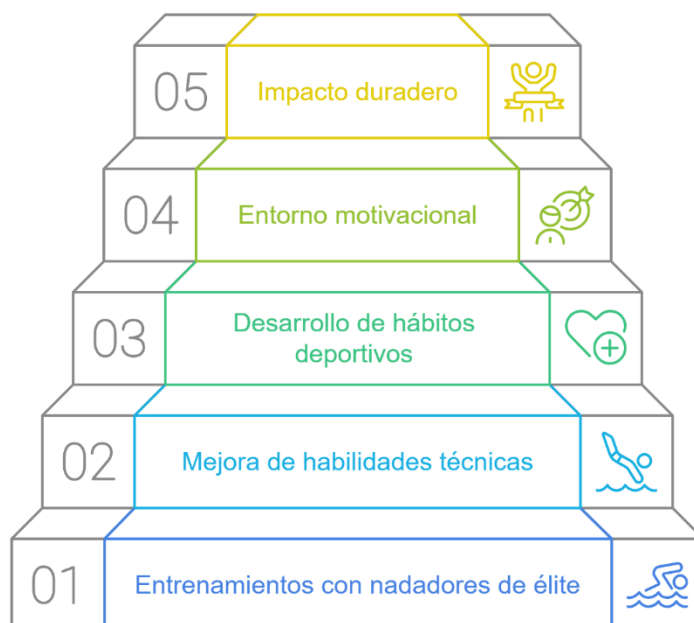 05
Impacto duradero
04
Entorno motivacional
03
Desarrollo de hábitos
deportivos
02
Mejora de habilidades técnicas
01
Entrenamientos con nadadores de élite